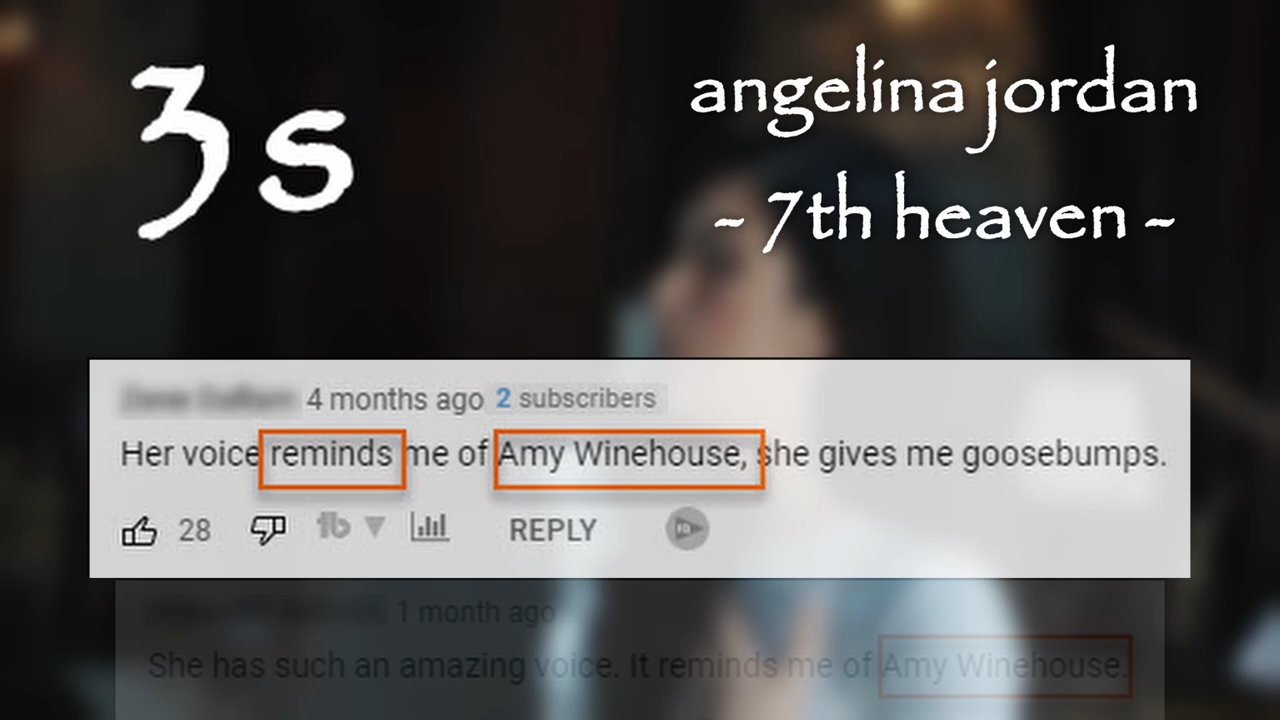 3s
angelina jordan
~ 7th heaven ~
4 months ago 2 subscribers
Her voice reminds me of Amy Winehouse, she gives me goosebumps.
28 REPLY
1 month ago
She has such an amazing voice. It reminds me of Amy Winehouse.